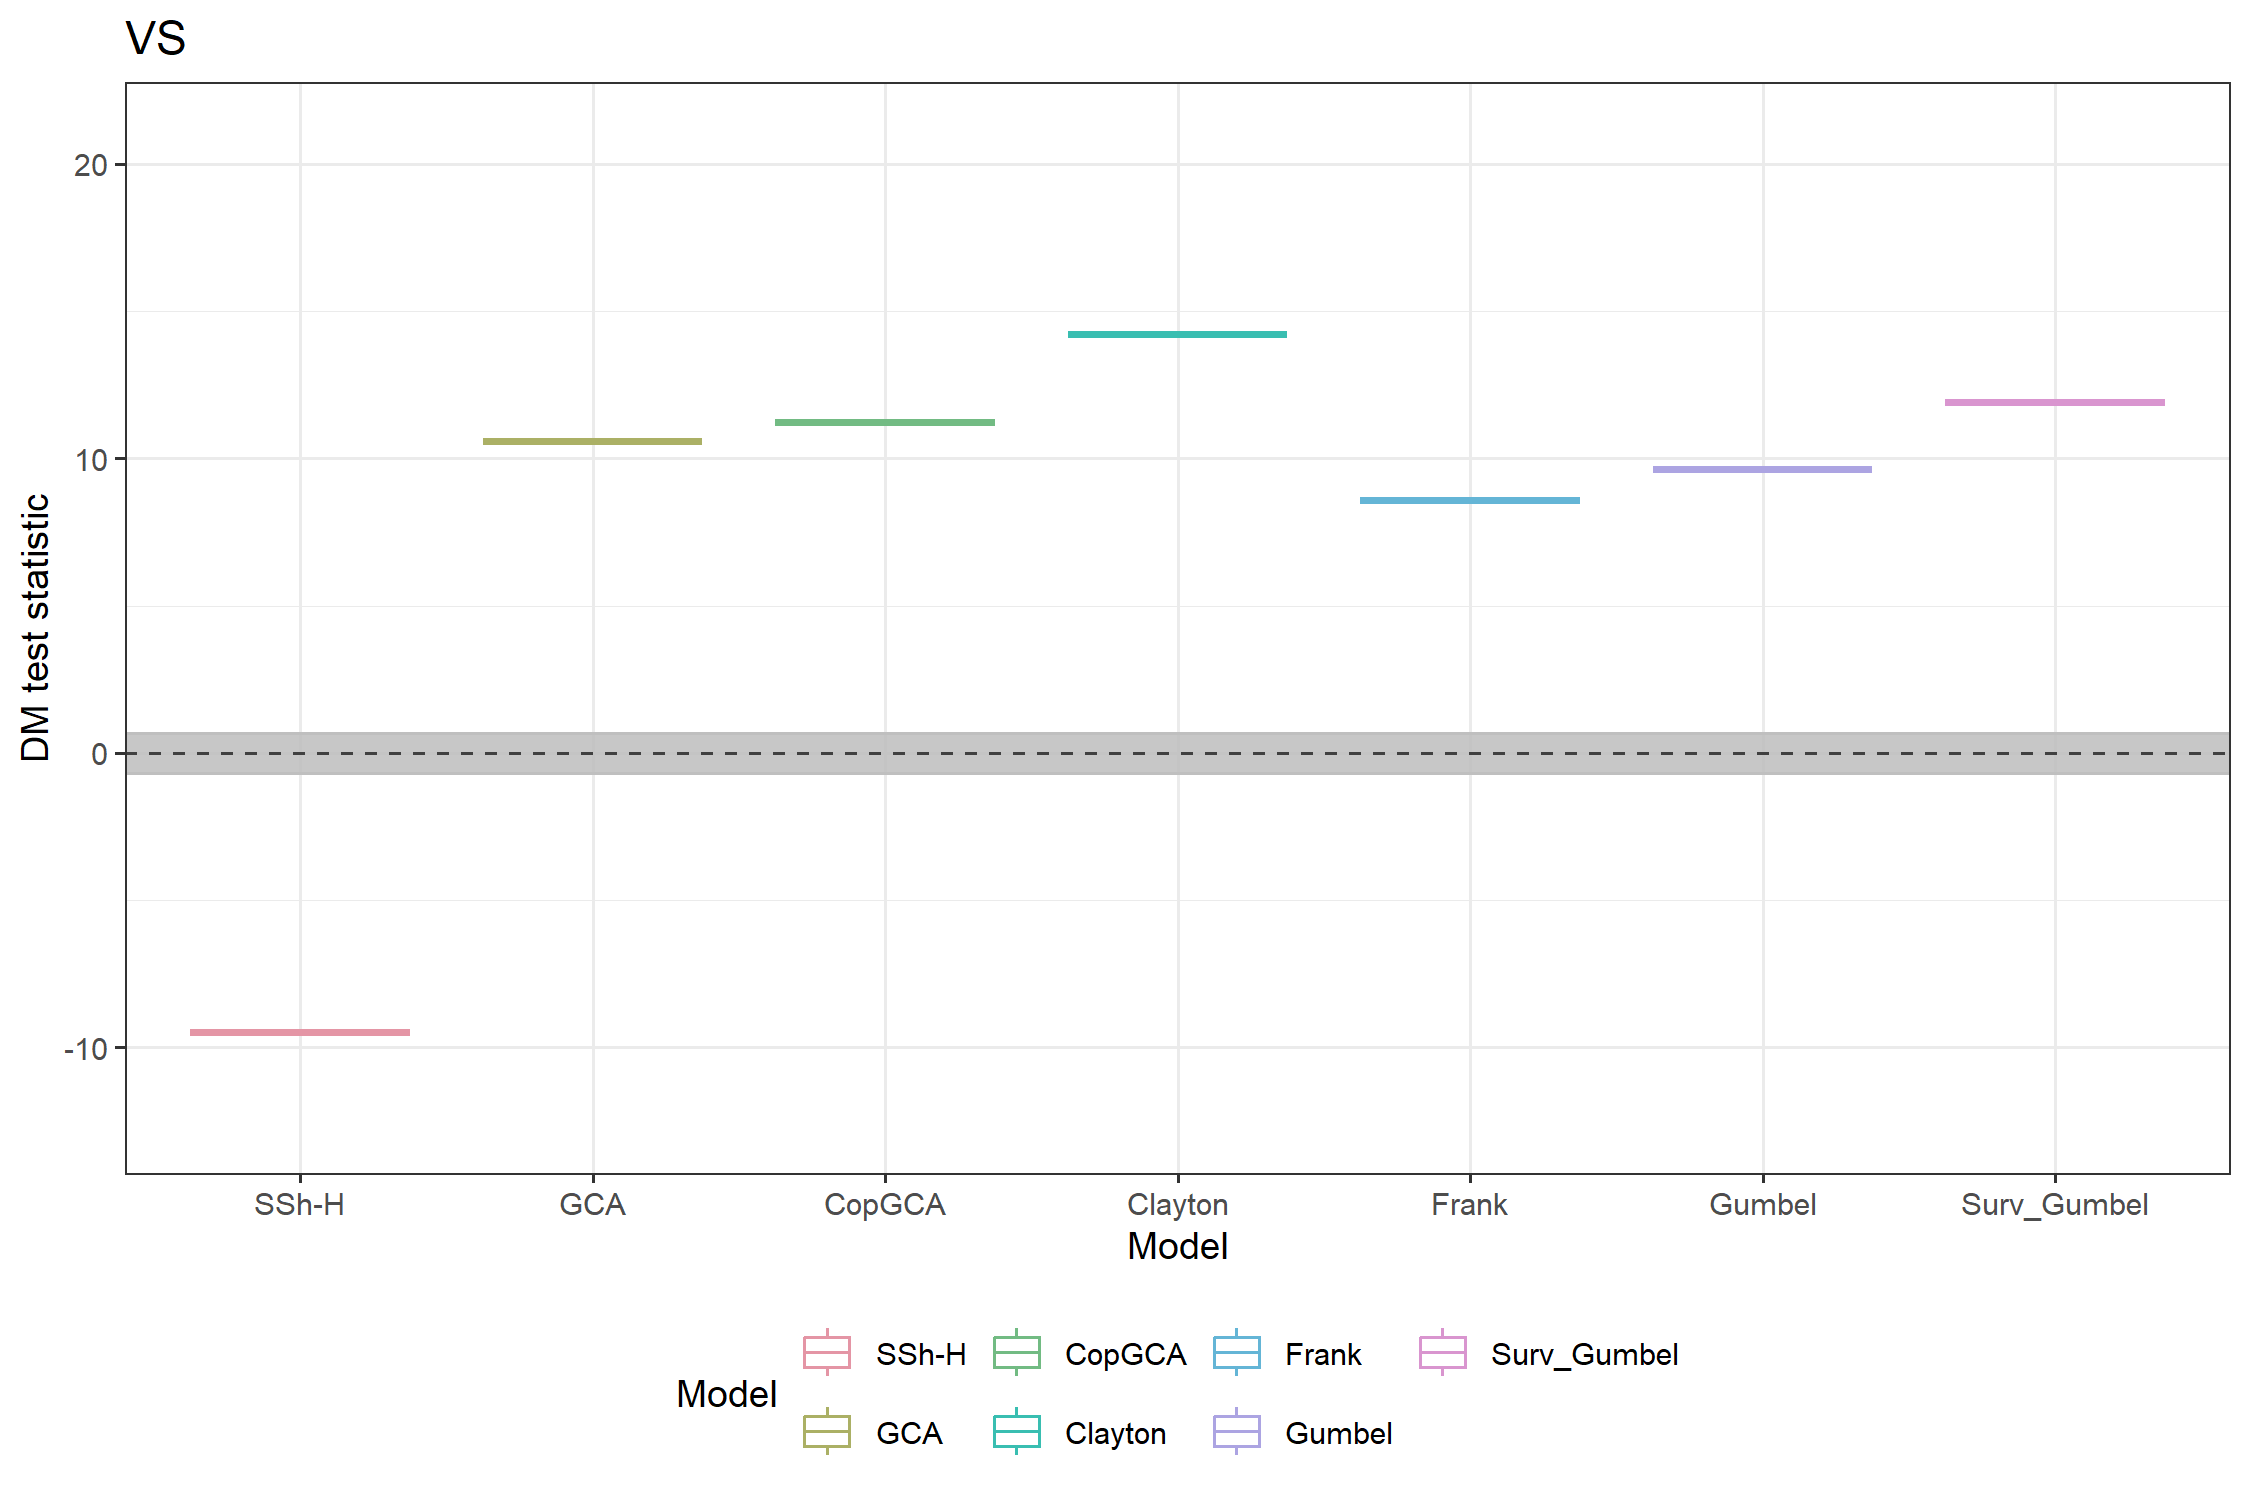 VS
20
10
0
-10
DM test statistic
SSh-H GCA CopGCA Clayton Frank Gumbel Surv_Gumbel
Model
Model
SSh-H CopGCA Frank Surv_Gumbel
GCA Clayton Gumbel